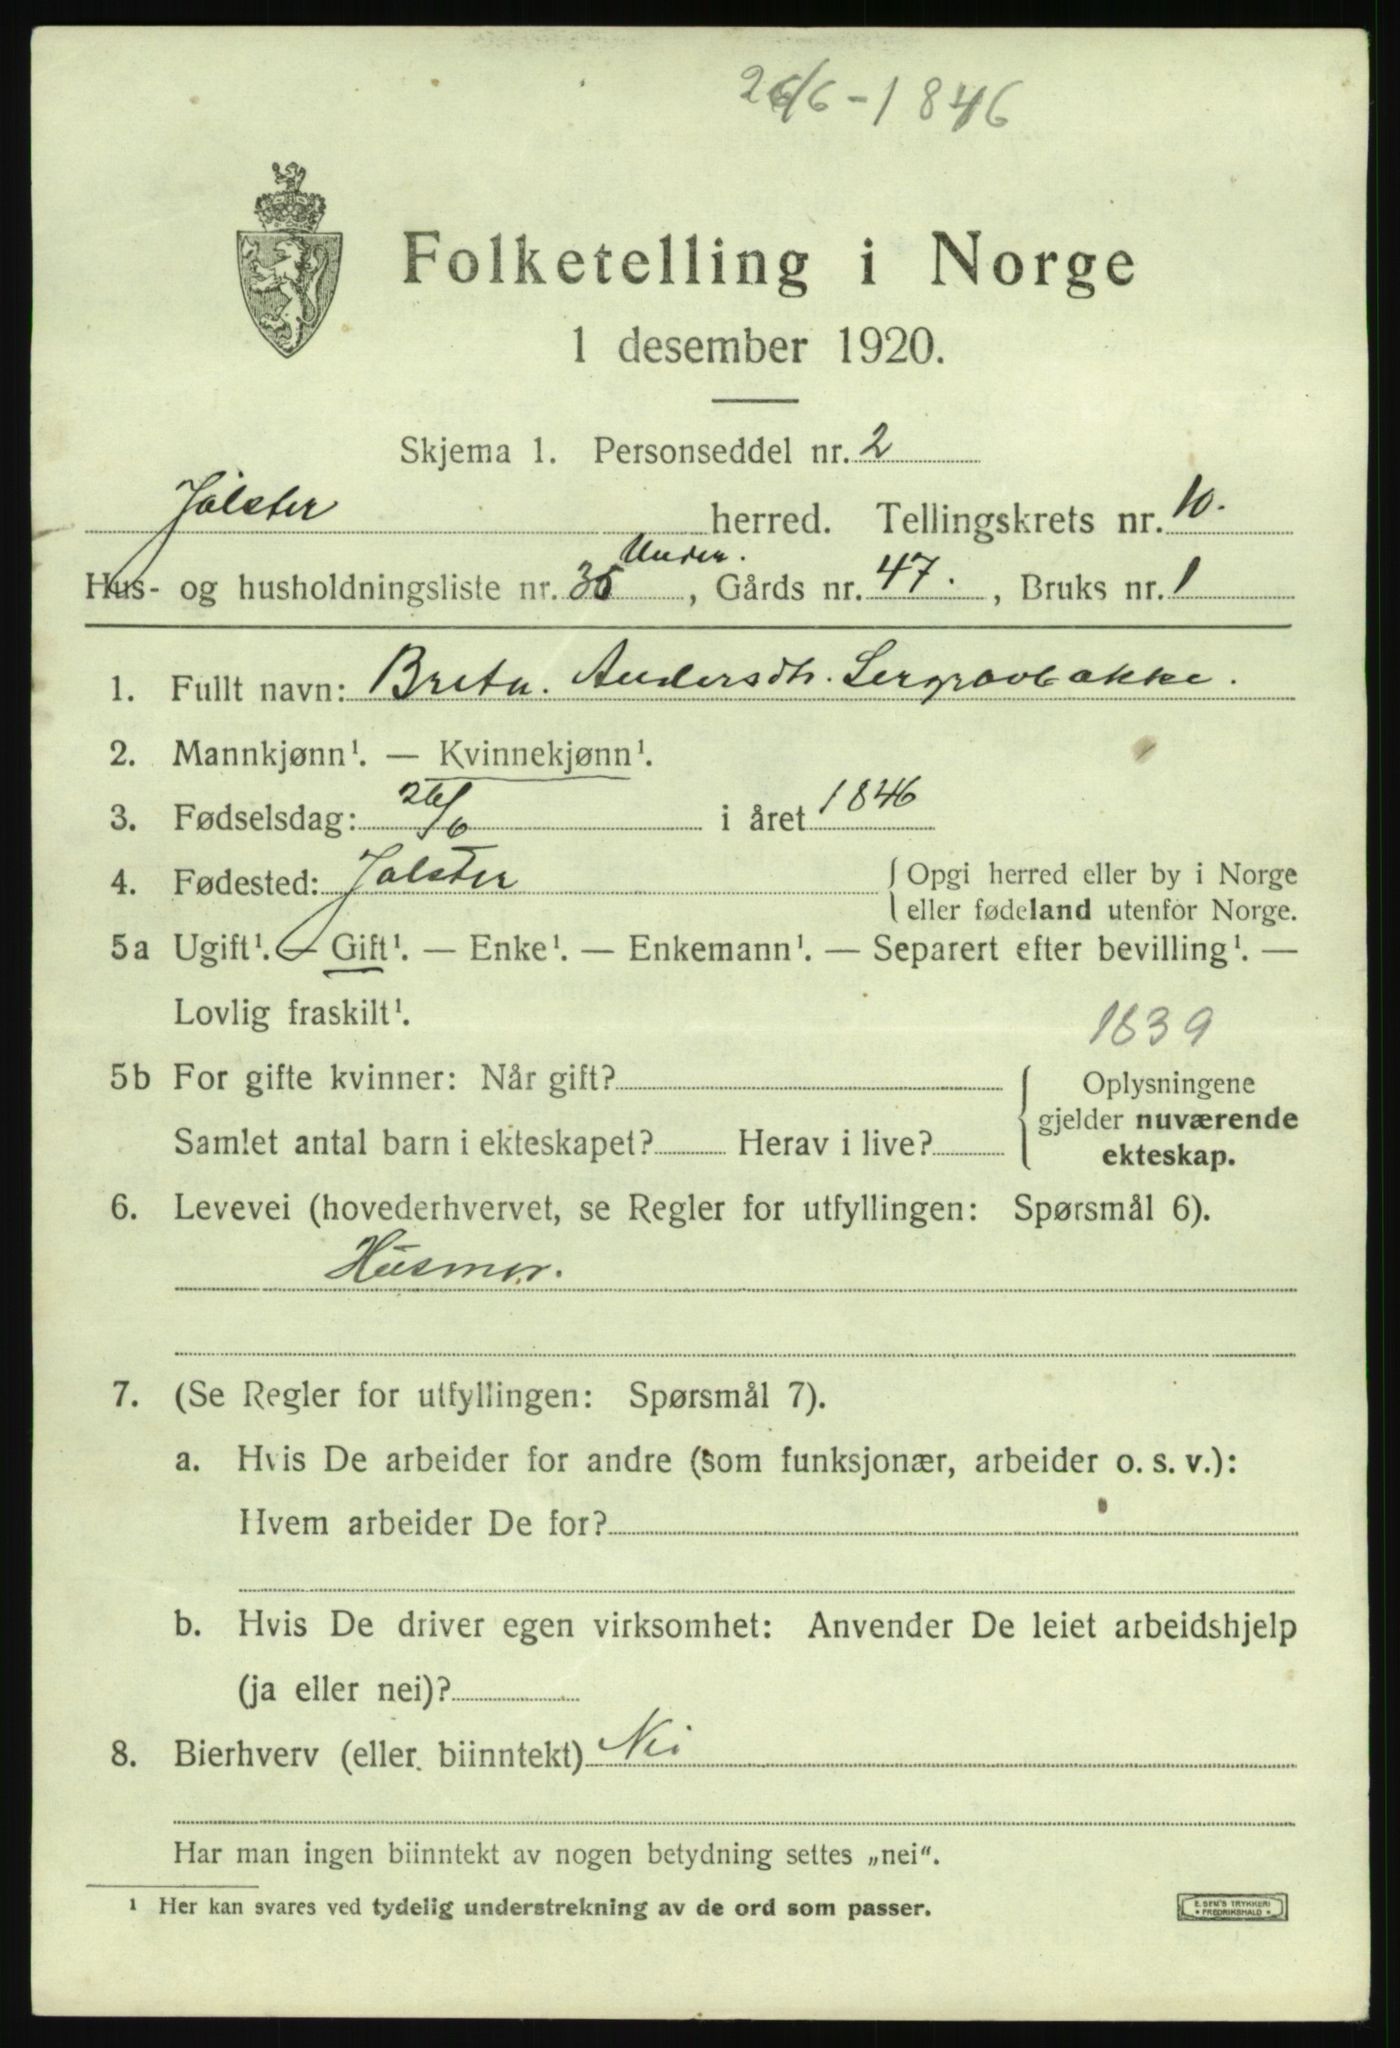 26/6 - 1846
Folketelling i Norge
1 desember 1920.
Skjema 1. Personseddel nr. 2
Jølster herred. Tellingskrets nr. 10.
Under.
Hus- og husholdningsliste nr. 35, Gårds nr. 47., Bruks nr. 1
1. Fullt navn: Brita. Andersdtr. Sergravbakke.
2. Mannkjønn¹. — Kvinnekjønn¹.
3. Fødselsdag: 26/6 i året 1846
4. Fødested: Jølster {Opgi herred eller by i Norge
eller fødeland utenfor Norge.
5a Ugift¹. — Gift¹. — Enke¹. — Enkemann¹. — Separert efter bevilling¹. —
Lovlig fraskilt¹.
1839
5b For gifte kvinner: Når gift? {Oplysningene
gjelder nuværende
Samlet antal barn i ekteskapet? Herav i live? ekteskap.
6. Levevei (hovederhvervet, se Regler for utfyllingen: Spørsmål 6).
Husmor.
7. (Se Regler for utfyllingen: Spørsmål 7).
a. Hvis De arbeider for andre (som funksjonær, arbeider o. s. v.):
Hvem arbeider De for?
b. Hvis De driver egen virksomhet: Anvender De leiet arbeidshjelp
(ja eller nei)?
8. Bierhverv (eller biinntekt) Nei
Har man ingen biinntekt av nogen betydning settes „nei“.
¹ Her kan svares ved tydelig understrekning av de ord som passer.
E. SEM'S TRYKKERI
• FREDRIKSHALD •